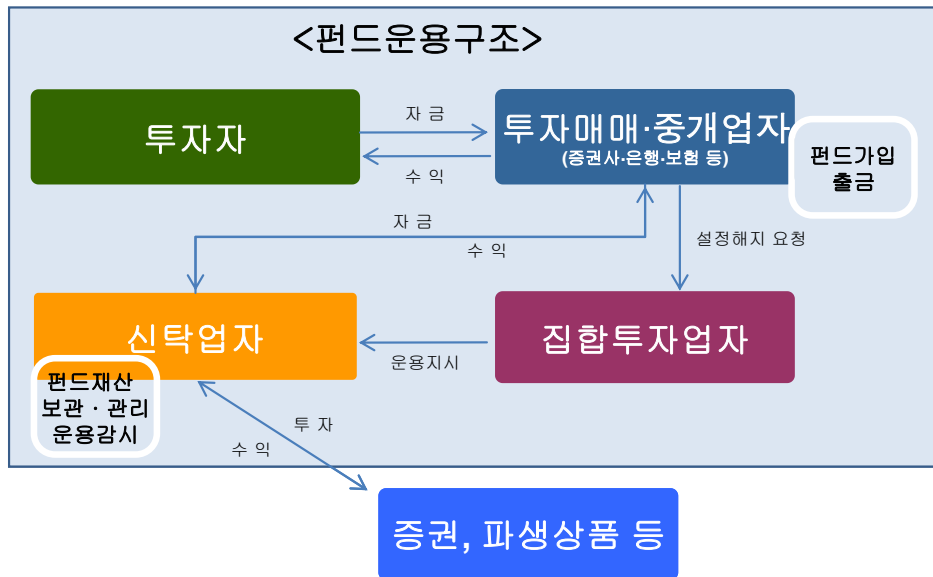 <펀드운용구조>
투자자
자 금
수 익
투자매매·중개업자
(증권사·은행·보험 등)
펀드가입
출금
자 금
수 익
설정해지 요청
신탁업자
펀드재산
보관·관리
운용감시
운용지시
집합투자업자
투 자
수 익
증권, 파생상품 등